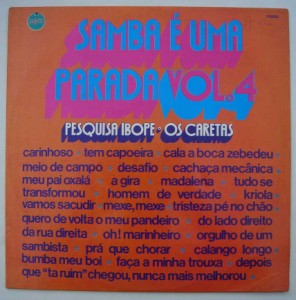 SAMBA É UMA
PARADA VOL. 4
PESQUISA IBOPE • OS CARETAS
carinhoso • tem capoeira • cala a boca zebedeu
meio de campo • desafio • cachaça mecânica
meu pai oxalá • a gira • madalena • tudo se
transformou • homem de verdade • kriola
vamos sacudir • mexe, mexe • tristeza pé no chão
quero de volta o meu pandeiro • do lado direito
da rua direita • oh! marinheiro • orgulho de um
sambista • prá que chorar • calango longo
bumba meu boi • faça a minha trouxa • depois
que "ta ruim" chegou, nunca mais melhorou